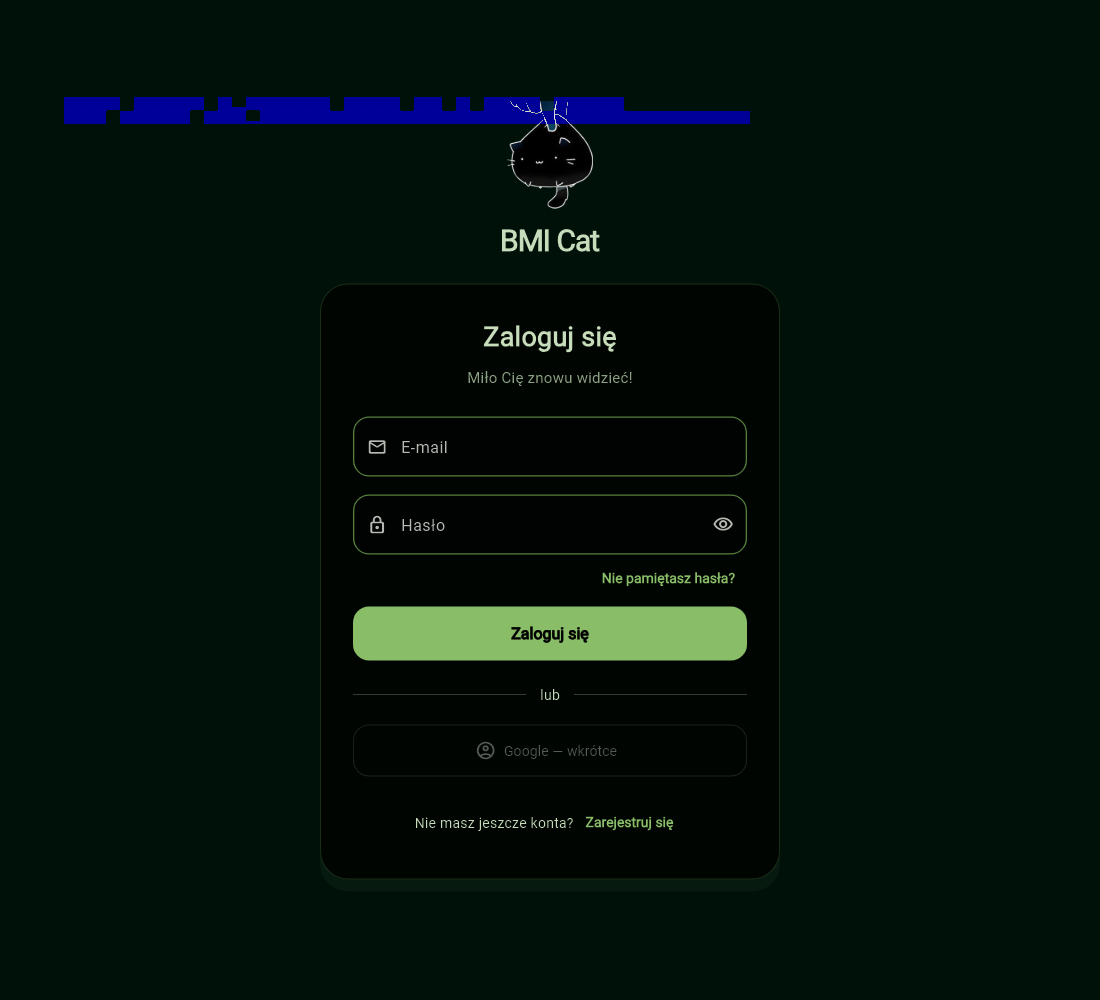 BMI Cat
Zaloguj się
Miło Cię znowu widzieć!
E-mail
Hasło
Nie pamiętasz hasła?
Zaloguj się
lub
Google — wkrótce
Nie masz jeszcze konta? Zarejestruj się